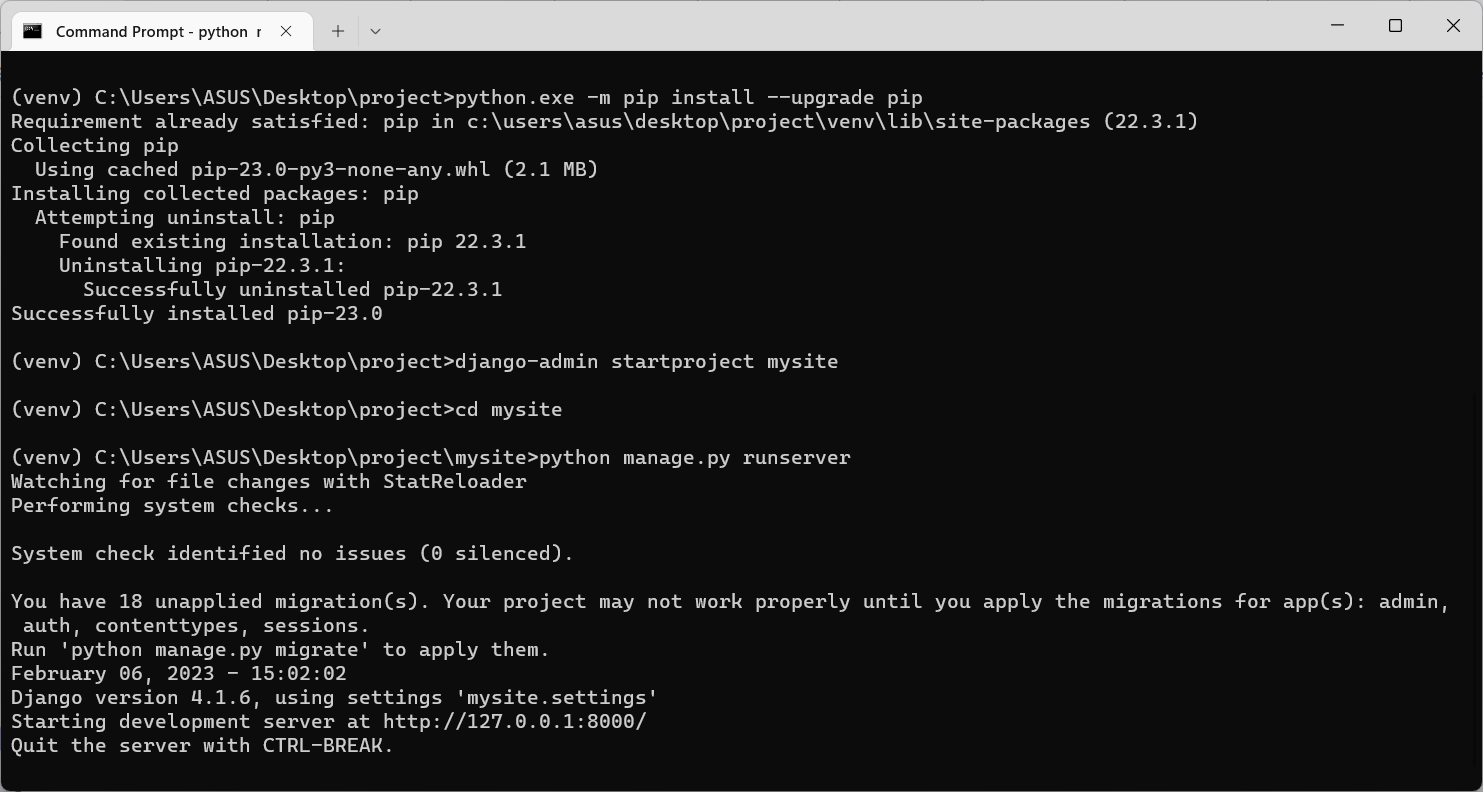 Command Prompt - python r
(venv) C:\Users\ASUS\Desktop\project>python.exe -m pip install --upgrade pip
Requirement already satisfied: pip in c:\users\asus\desktop\project\venv\lib\site-packages (22.3.1)
Collecting pip
  Using cached pip-23.0-py3-none-any.whl (2.1 MB)
Installing collected packages: pip
  Attempting uninstall: pip
    Found existing installation: pip 22.3.1
    Uninstalling pip-22.3.1:
      Successfully uninstalled pip-22.3.1
Successfully installed pip-23.0
(venv) C:\Users\ASUS\Desktop\project>django-admin startproject mysite
(venv) C:\Users\ASUS\Desktop\project>cd mysite
(venv) C:\Users\ASUS\Desktop\project\mysite>python manage.py runserver
Watching for file changes with StatReloader
Performing system checks...
System check identified no issues (0 silenced).
You have 18 unapplied migration(s). Your project may not work properly until you apply the migrations for app(s): admin,
 auth, contenttypes, sessions.
Run 'python manage.py migrate' to apply them.
February 06, 2023 - 15:02:02
Django version 4.1.6, using settings 'mysite.settings'
Starting development server at http://127.0.0.1:8000/
Quit the server with CTRL-BREAK.